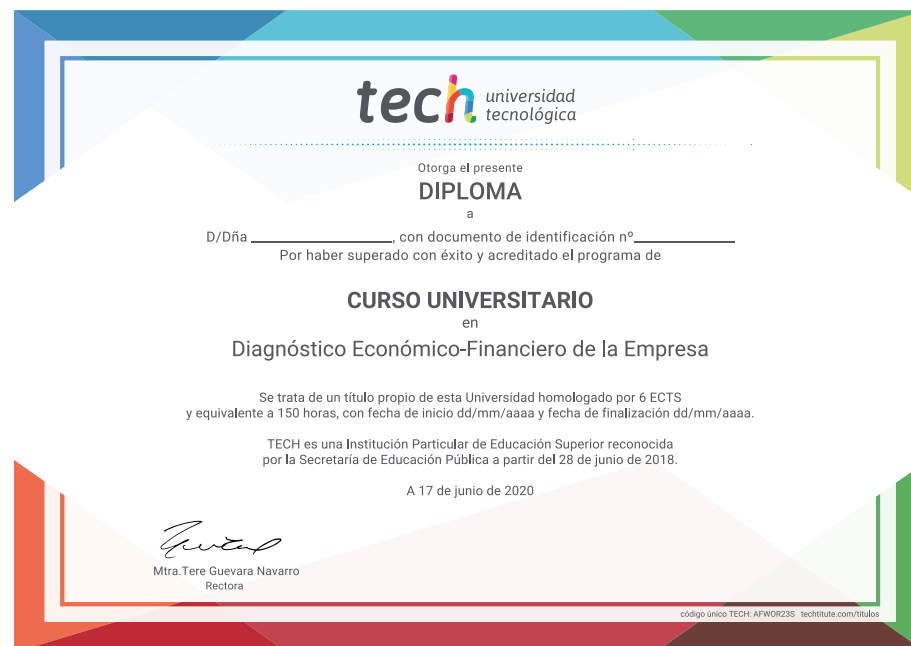 tech universidad
tecnológica
Otorga el presente
DIPLOMA
a
D/Dña ____________________, con documento de identificación nº______________
Por haber superado con éxito y acreditado el programa de
CURSO UNIVERSITARIO
en
Diagnóstico Económico-Financiero de la Empresa
Se trata de un título propio de esta Universidad homologado por 6 ECTS
y equivalente a 150 horas, con fecha de inicio dd/mm/aaaa y fecha de finalización dd/mm/aaaa.
TECH es una Institución Particular de Educación Superior reconocida
por la Secretaría de Educación Pública a partir del 28 de junio de 2018.
A 17 de junio de 2020
Mtra.Tere Guevara Navarro
Rectora
código único TECH: AFWOR23S techtitute.com/titulos